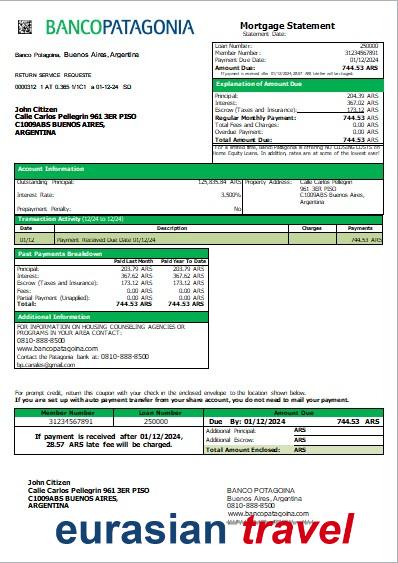 BANCOPATAGONIA
Mortgage Statement
Statement Date:
Banco Patagoina, Buenos Aires, Argentina
Loan Number: 250000
Member Number: 31234567891
Payment Due Date 01/12/2024
Amount Due: 744.53 ARS
If payment is received after 01/12/2024, 28.57 ARS late fee will be charged.
RETURN SERVICE REQUESTE
0000312 1 AT 0.365 1/1C1 a 01-12-24 SD
Explanation of Amount Due
Principal: 204.39 ARS
Interest: 367.02 ARS
Escrow (Taxes and Insurance): 173.12 ARS
Regular Monthly Payment: 744.53 ARS
Total Fees and Charges: 0.00 ARS
Overdue Payment: 0.00 ARS
Total Amount Due: 744.53 ARS
John Citizen
Calle Carlos Pellegrin 961 3ER PISO
C1009ABS BUENOS AIRES,
ARGENTINA
For a limited time, Banco Patagonia is offering NO CLOSING COSTS on
Home Equity Loans. In addition, rates are at some of the lowest ever!
Account Information
Outstanding Principal: 125,835.84 ARS
Interest Rate: 3.500%
Prepayment Penalty: No
Property Address: Calle Carlos Pellegrin
961 3ER PISO
C1009ABS Buenos Aires,
Argentina
Transaction Activity (12/24 to 12/24)
Date Description Charges Payments
01/12 Payment Received Due Date 01/12/24 744.53 ARS
Past Payments Breakdown
Paid Last Month Paid Year To Date
Principal: 203.79 ARS 203.79 ARS
Interest: 367.62 ARS 367.62 ARS
Escrow (Taxes and Insurance): 173.12 ARS 173.12 ARS
Fees: 0.00 ARS 0.00 ARS
Partial Payment (Unapplied): 0.00 ARS 0.00 ARS
Total: 744.53 ARS 744.53 ARS
Additional Information
FOR INFORMATION ON HOUSING COUNSELING AGENCIES OR
PROGRAMS IN YOUR AREA CONTACT:
0810-888-8500
www.bancopatagoina.com
Contact the Patagonia bank at: 0810-888-8500
bp.canales@gmail.com
For prompt credit, return this coupon with your check in the enclosed envelope to the location shown below.
If you are set up with auto payment transfer from your share account, you do not need to mail your payment.
Member Number Loan Number Amount Due
31234567891 250000 Due By: 01/12/2024 744.53 ARS
If payment is received after 01/12/2024,
28.57 ARS late fee will be charged.
Additional Principal: ARS
Additional Escrow: ARS
Total Amount Enclosed: ARS
John Citizen
Calle Carlos Pellegrin 961 3ER PISO
C1009ABS BUENOS AIRES,
ARGENTINA
BANCO POTAGOINA
Buenos Aires, Argentina
0810-888-8500
www.bancopatagoina.com
eurasian travel